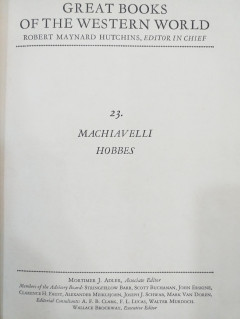 GREAT BOOKS
OF THE WESTERN WORLD
ROBERT MAYNARD HUTCHINS, EDITOR IN CHIEF
23.
MACHIAVELLI
HOBBES
MORTIMER J. ADLER, Associate Editor
Members of the Advisory Board: STRINGFELLOW BARR, SCOTT BUCHANAN, JOHN ERSKINE,
CLARENCE H. FAUST, ALEXANDER MEIKLEJOHN, JOSEPH J. SCHWAB, MARK VAN DOREN.
Editorial Consultants: A. F. B. CLARK, F. L. LUCAS, WALTER MURDOCH.
WALLACE BROCKWAY, Executive Editor